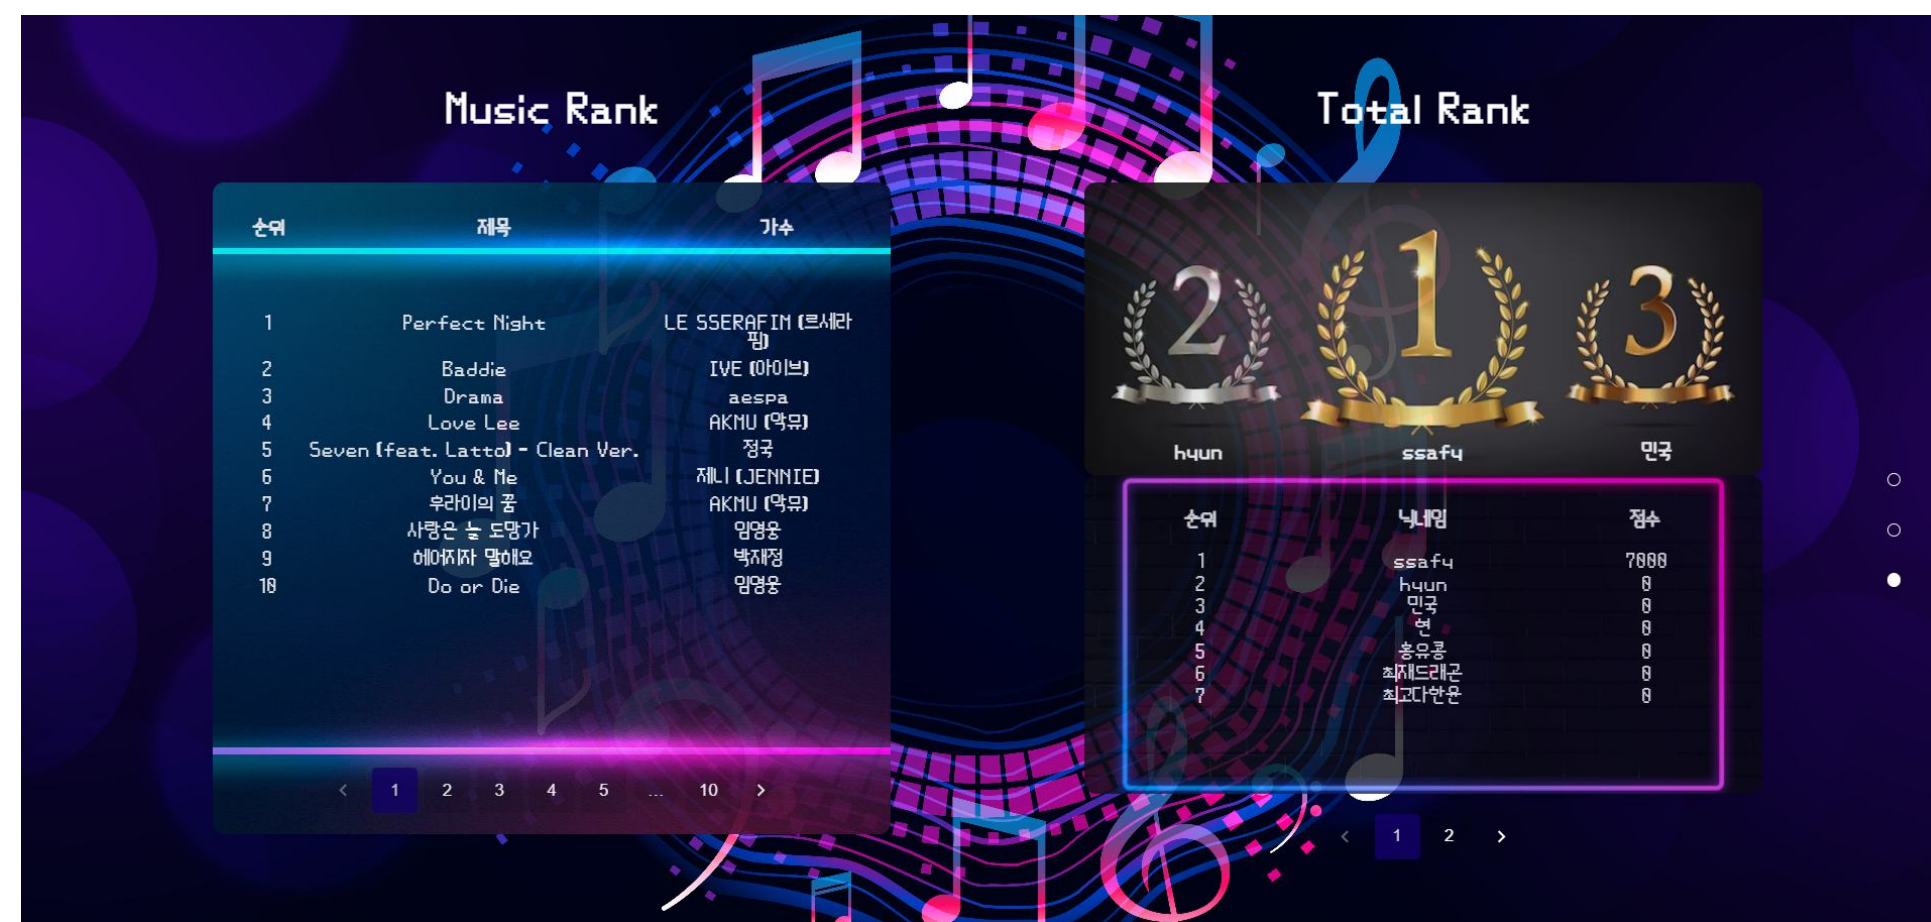 Music Rank
순위 제목 가수
1 Perfect Night LE SSERAFIM (르세라
핌)
2 Baddie IVE (아이브)
3 Drama aespa
4 Love Lee AKMU (악뮤)
5 Seven (feat. Latto) - Clean Ver. 정국
6 You & Me 제니 (JENNIE)
7 후라이의 꿈 AKMU (악뮤)
8 사랑은 늘 도망가 임영웅
9 헤어지자 말해요 박재정
10 Do or Die 임영웅
< 1 2 3 4 5 ... 10 >
Total Rank
2 1 3
hyun ssafy 민국
순위 닉네임 점수
1 ssafy 7000
2 hyun 0
3 민국 0
4 연 0
5 홍유콩 0
6 최재드래곤 0
7 최고다한윤 0
< 1 2 >